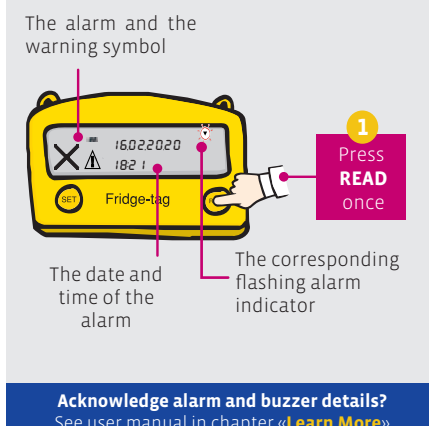 The alarm and the
warning symbol
16.02.2020
18:21
SET
Fridge-tag
1
Press
READ
once
The date and
time of the
alarm
The corresponding
flashing alarm
indicator
Acknowledge alarm and buzzer details?
See user manual in chapter «Learn More»